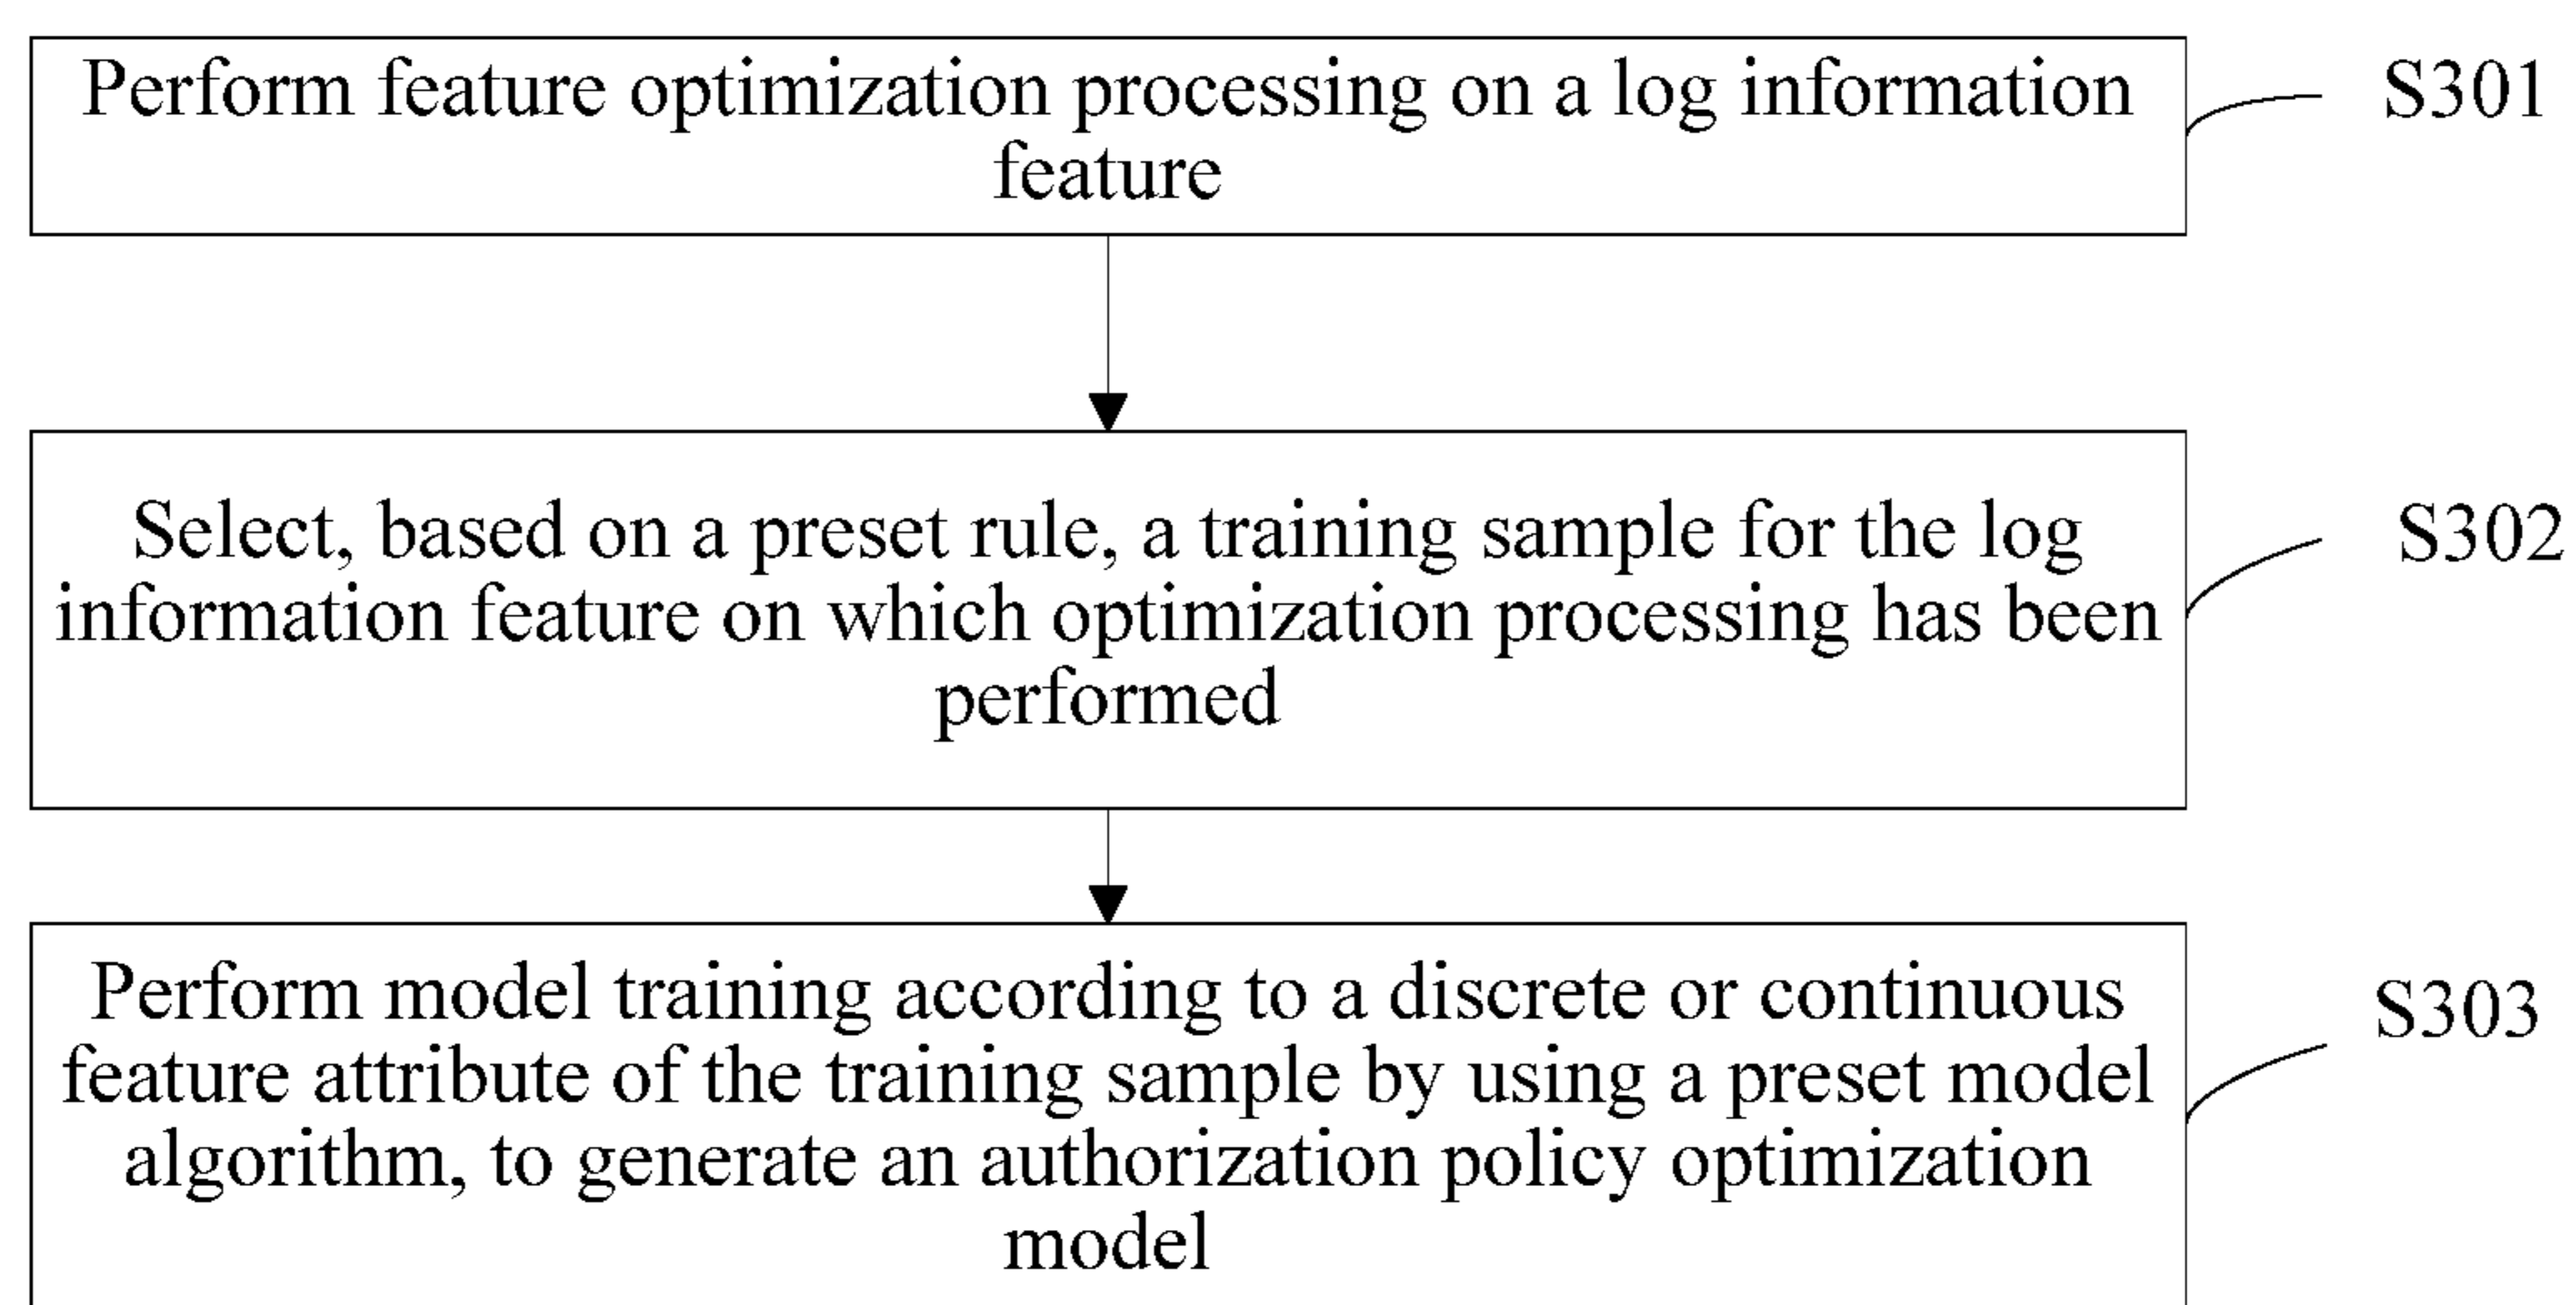 Perform feature optimization processing on a log information
feature
S301
Select, based on a preset rule, a training sample for the log
information feature on which optimization processing has been
performed
S302
Perform model training according to a discrete or continuous
feature attribute of the training sample by using a preset model
algorithm, to generate an authorization policy optimization
model
S303